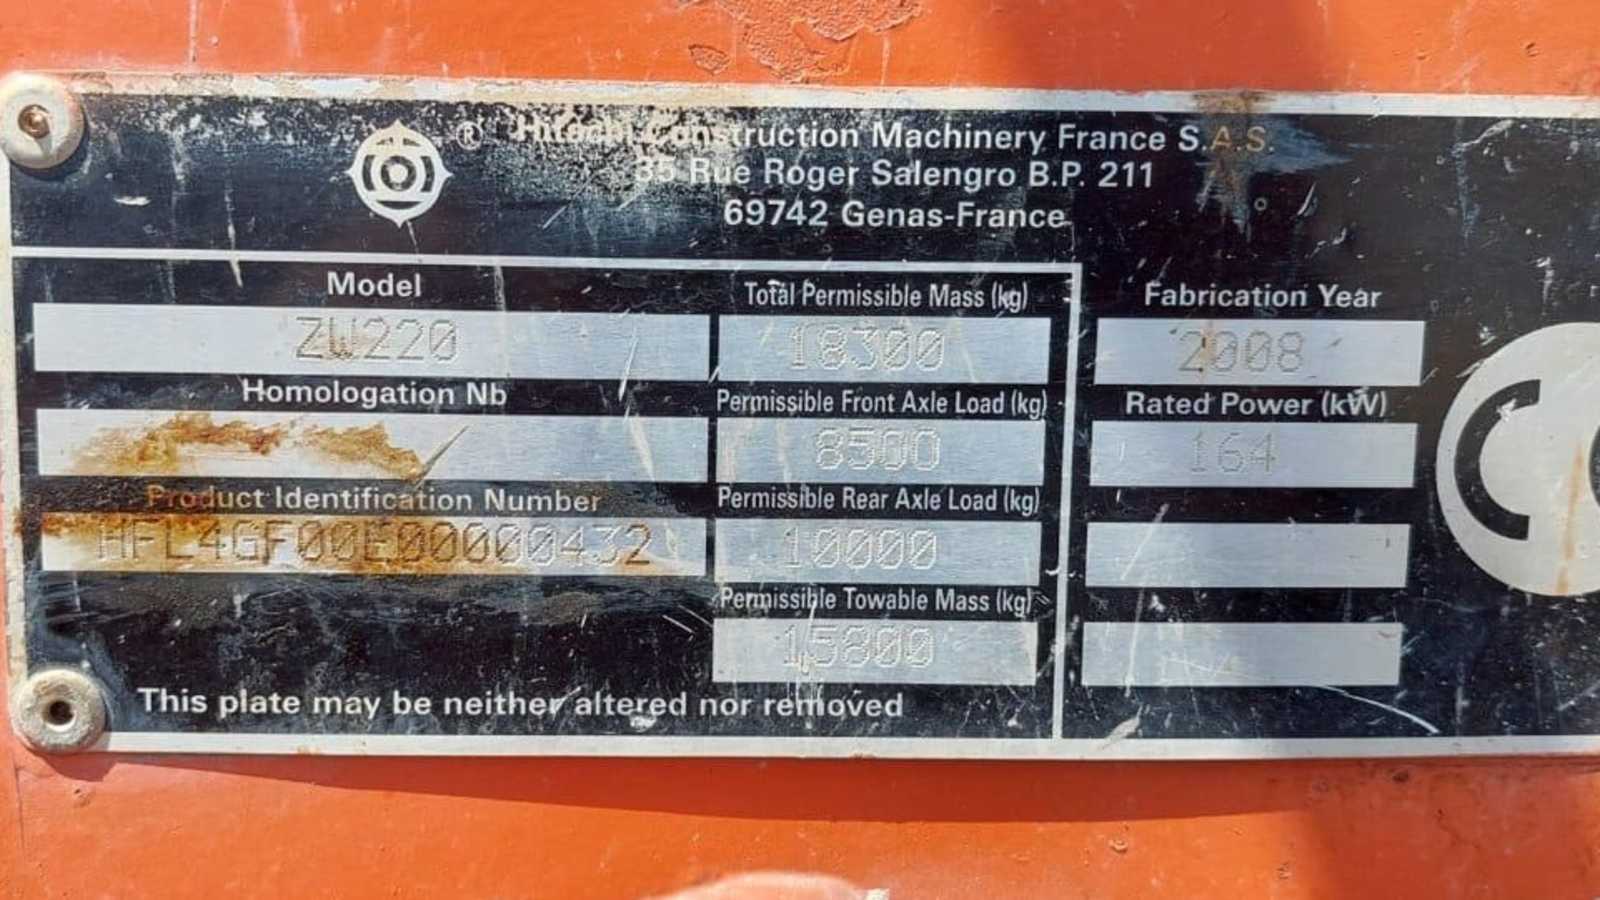 ® Hitachi Construction Machinery France S.A.S.
35 Rue Roger Salengro B.P. 211
69742 Genas-France
Model
ZW220
Total Permissible Mass (kg)
18300
Fabrication Year
2008
Homologation Nb
Permissible Front Axle Load (kg)
8500
Rated Power (kW)
164
Product Identification Number
HFL4GF00E00000432
Permissible Rear Axle Load (kg)
10000
Permissible Towable Mass (kg)
15800
This plate may be neither altered nor removed